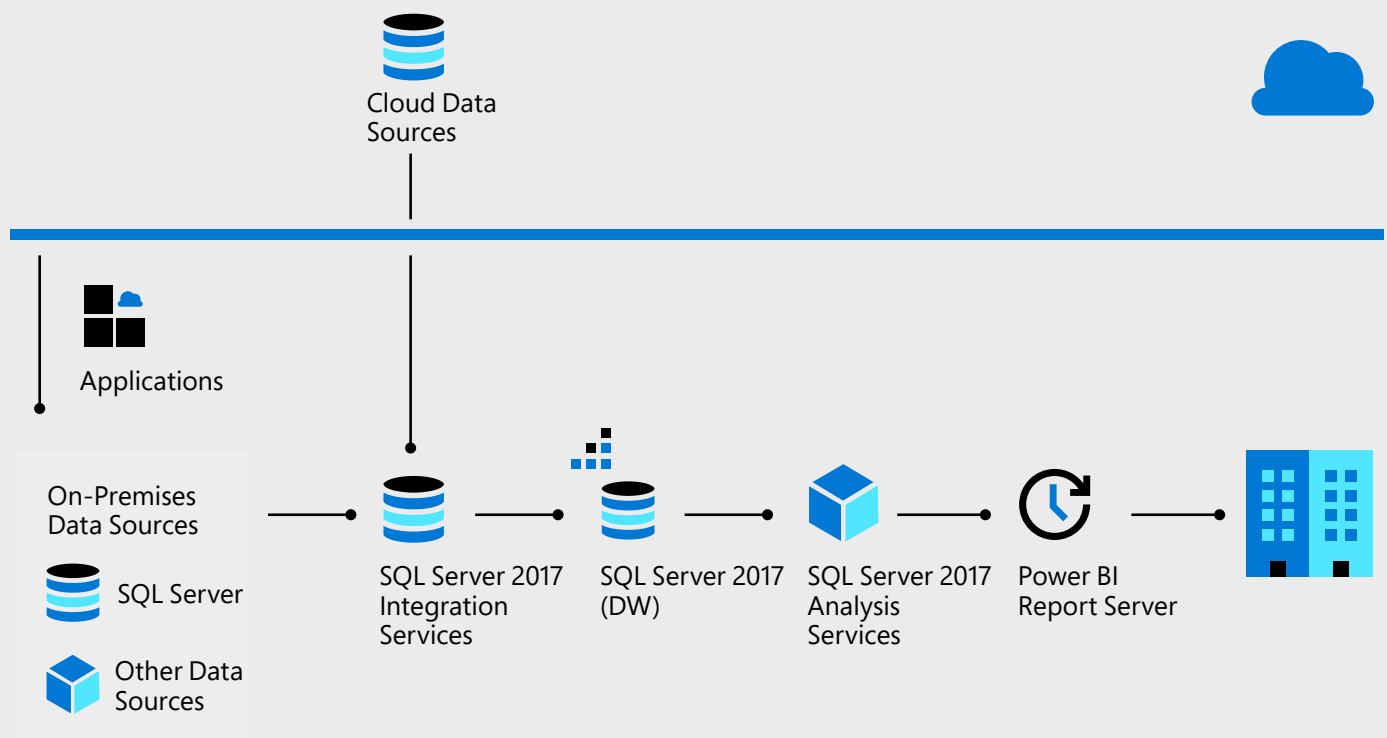 Cloud Data
Sources
Applications
On-Premises
Data Sources
SQL Server
Other Data
Sources
SQL Server 2017
Integration
Services
SQL Server 2017
(DW)
SQL Server 2017
Analysis
Services
Power BI
Report Server